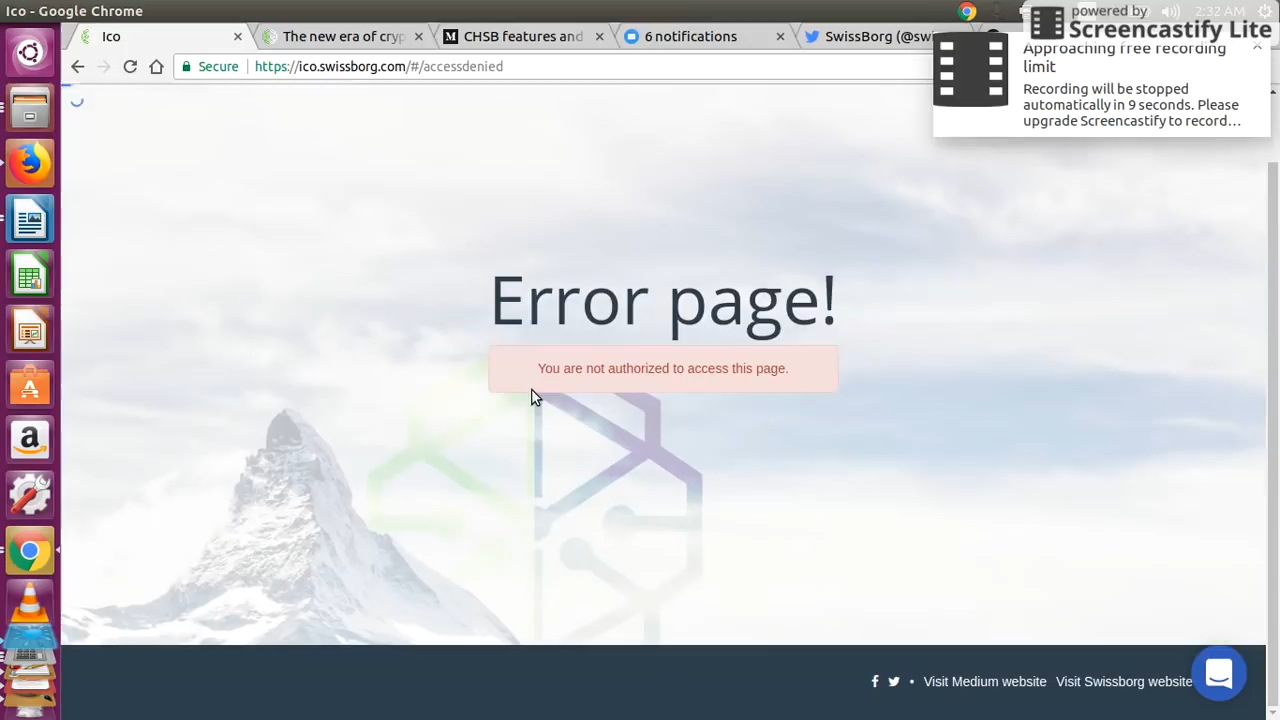 Ico - Google Chrome
2:32 AM
powered by
Screencastify Lite
Ico
The newest in cryp
CHSB features and
6 notifications
SwissBorg (@sw
Secure
https://ico.swissborg.com/#/accessdenied
Approaching free recording
limit
Recording will be stopped
automatically in 9 seconds. Please
upgrade Screencastify to record…
Error page!
You are not authorized to access this page.
• Visit Medium website Visit Swissborg website